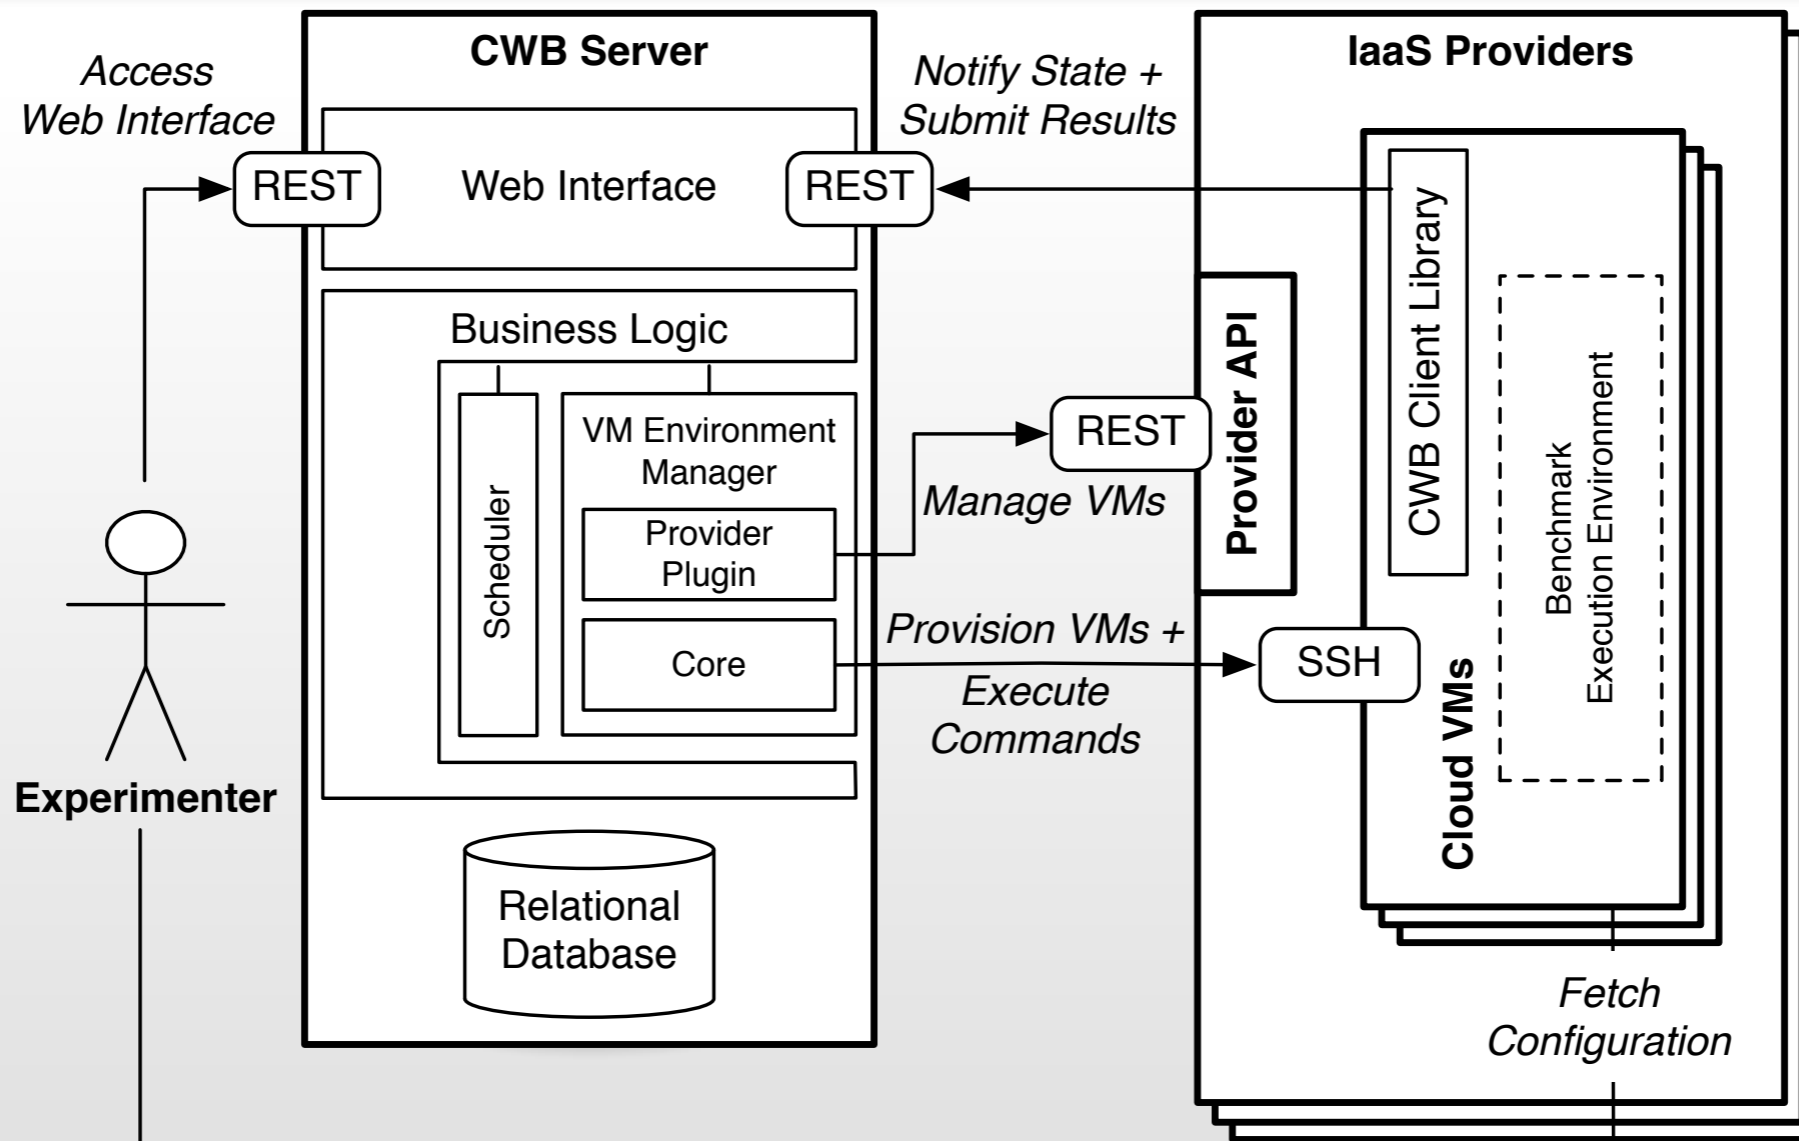 CWB Server
IaaS Providers
Access
Web Interface
Notify State +
Submit Results
REST
Web Interface
REST
CWB Client Library
Business Logic
Provider API
Benchmark
Execution Environment
Scheduler
VM Environment
Manager
REST
Manage VMs
Provider
Plugin
Provision VMs +
Execute
Commands
Core
SSH
Cloud VMs
Experimenter
Relational
Database
Fetch
Configuration